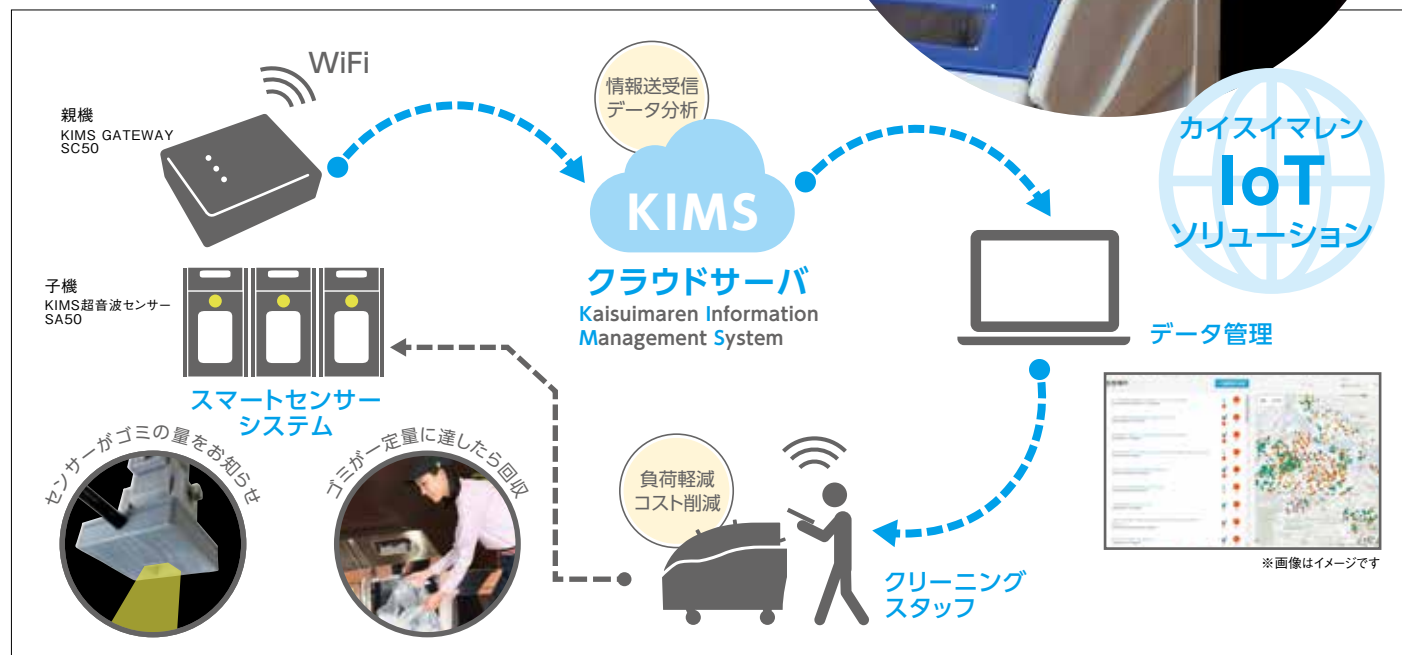 WiFi
親機
KIMS GATEWAY
SC50
情報送受信
データ分析
KIMS
クラウドサーバ
Kaisuimaren Information
Management System
カイスイマレン
IoT
ソリューション
子機
KIMS超音波センサー
SA50
スマートセンサー
システム
データ管理
センサーがゴミの量をお知らせ
ゴミが一定量に達したら回収
負荷軽減
コスト削減
クリーニング
スタッフ
※画像はイメージです